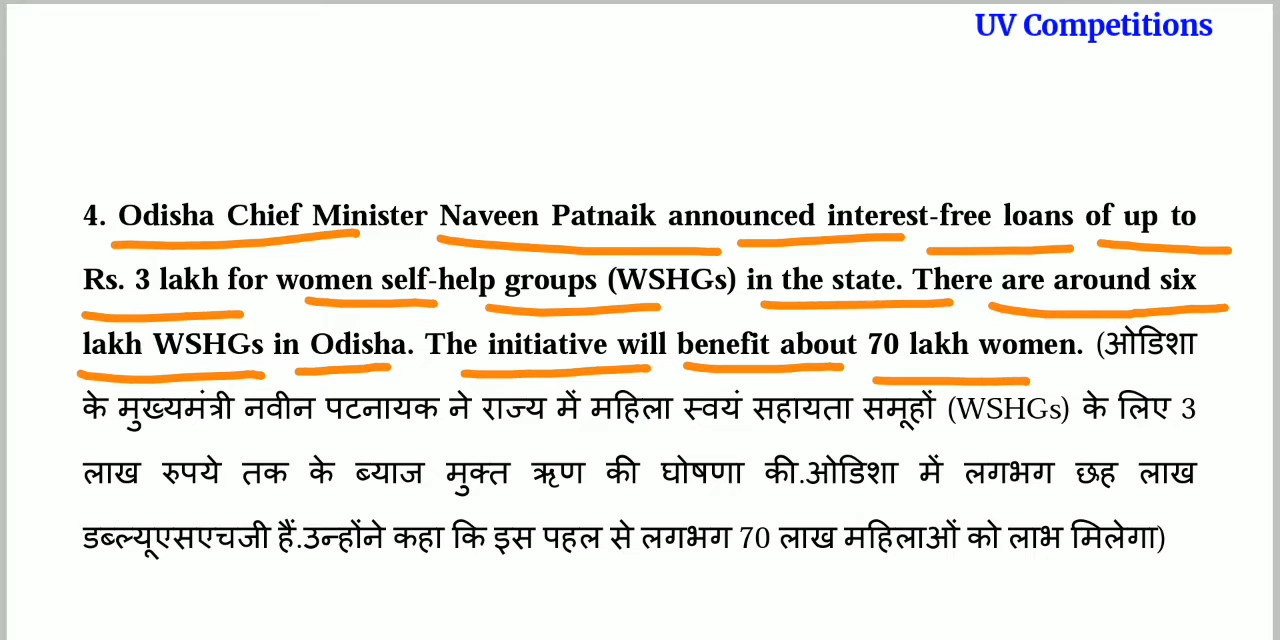 UV Competitions
4. Odisha Chief Minister Naveen Patnaik announced interest-free loans of up to
Rs. 3 lakh for women self-help groups (WSHGs) in the state. There are around six
lakh WSHGs in Odisha. The initiative will benefit about 70 lakh women. (ओडिशा
के मुख्यमंत्री नवीन पटनायक ने राज्य में महिला स्वयं सहायता समूहों (WSHGs) के लिए 3
लाख रुपये तक के ब्याज मुक्त ऋण की घोषणा की.ओडिशा में लगभग छह लाख
डब्ल्यूएसएचजी हैं.उन्होंने कहा कि इस पहल से लगभग 70 लाख महिलाओं को लाभ मिलेगा)